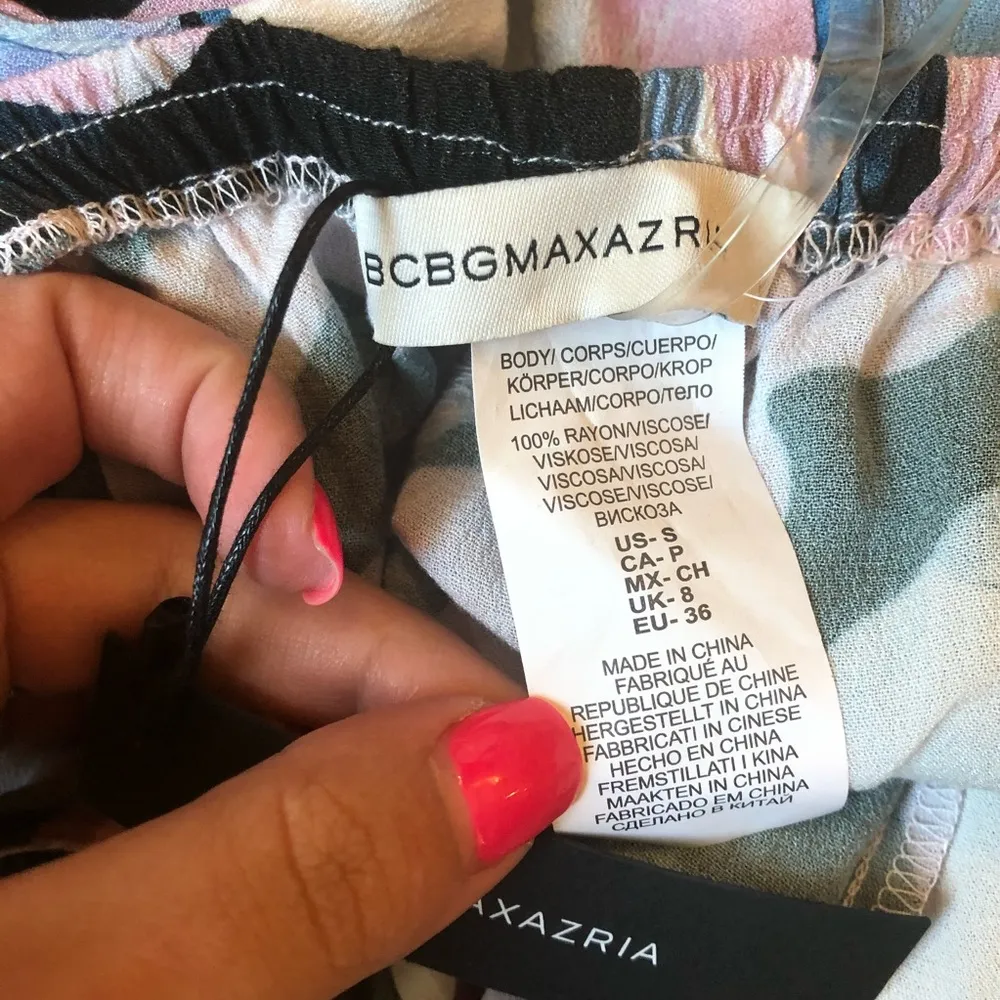 BCBGMAXAZRIA
BODY/ CORPS/CUERPO/
KÖRPER/CORPO/KROP
LICHAAM/CORPO/тело
100% RAYON/VISCOSE/
VISKOSE/VISCOSA/
VISCOSA/VISCOSA/
VISCOSE/VISCOSE/
ВИСКОЗА
US- S
CA- P
MX- CH
UK- 8
EU- 36
MADE IN CHINA
FABRIQUÉ AU
REPUBLIQUE DE CHINE
HERGESTELLT IN CHINA
FABBRICATI IN CINESE
HECHO EN CHINA
FREMSTILLATI I KINA
MAAKTEN IN CHINA
FABRICADO EM CHINA
СДЕЛАНО В КИТАЙ
AXAZRIA